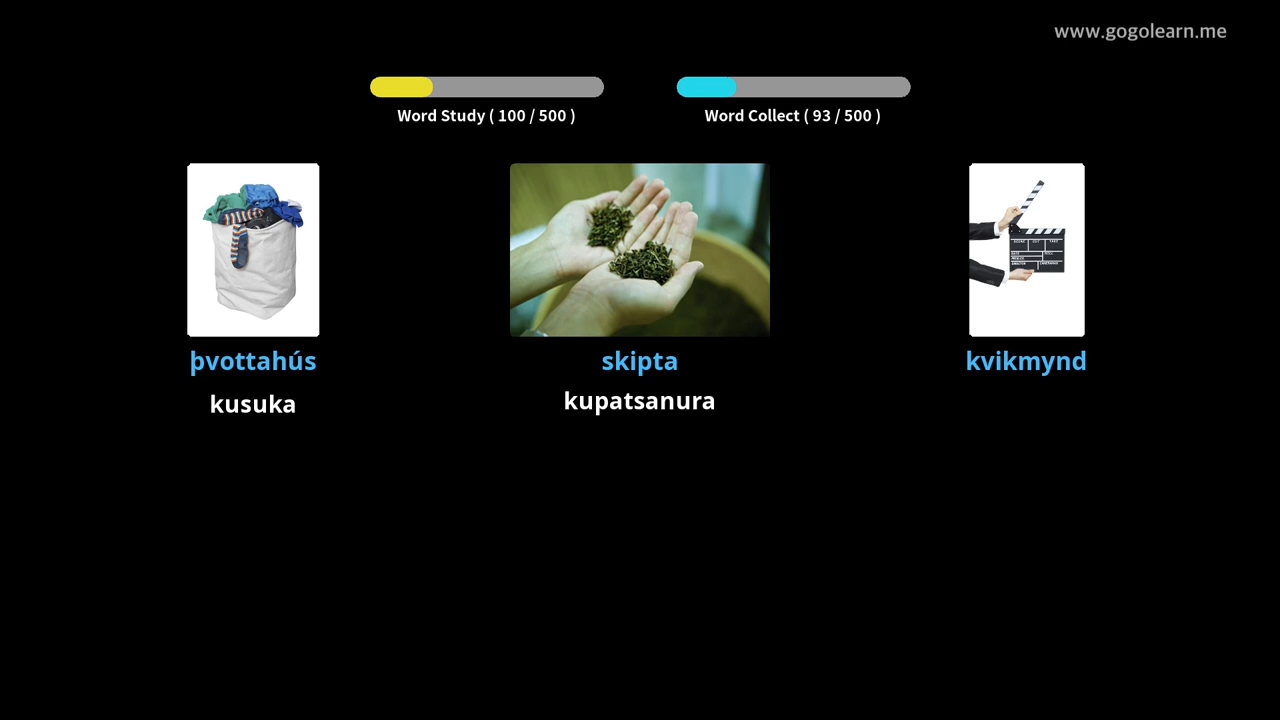 www.gogolearn.me
Word Study ( 100 / 500 )
Word Collect ( 93 / 500 )
þvottahús
skipta
kvikmynd
kusuka
kupatsanura